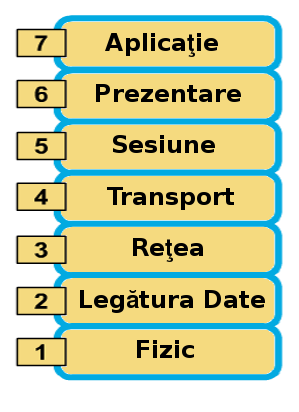 7 Aplicaţie
6 Prezentare
5 Sesiune
4 Transport
3 Reţea
2 Legătura Date
1 Fizic